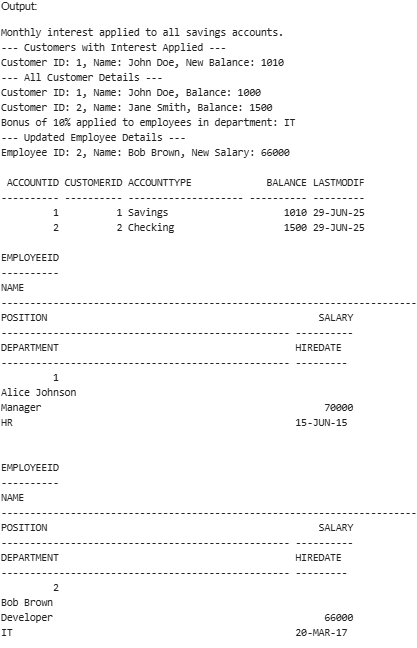 Output:
Monthly interest applied to all savings accounts.
--- Customers with Interest Applied ---
Customer ID: 1, Name: John Doe, New Balance: 1010
--- All Customer Details ---
Customer ID: 1, Name: John Doe, Balance: 1000
Customer ID: 2, Name: Jane Smith, Balance: 1500
Bonus of 10% applied to employees in department: IT
--- Updated Employee Details ---
Employee ID: 2, Name: Bob Brown, New Salary: 66000
ACCOUNTID CUSTOMERID ACCOUNTTYPE             BALANCE LASTMODIF
---------- ---------- -------------------- ---------- ---------
         1          1 Savings                    1010 29-JUN-25
         2          2 Checking                   1500 29-JUN-25
EMPLOYEEID
----------
NAME
------------------------------------------------------------------------
POSITION                                               SALARY
-------------------------------------------------- ----------
DEPARTMENT                                         HIREDATE
-------------------------------------------------- ---------
         1
Alice Johnson
Manager                                                 70000
HR                                                 15-JUN-15
EMPLOYEEID
----------
NAME
------------------------------------------------------------------------
POSITION                                               SALARY
-------------------------------------------------- ----------
DEPARTMENT                                         HIREDATE
-------------------------------------------------- ---------
         2
Bob Brown
Developer                                               66000
IT                                                 20-MAR-17